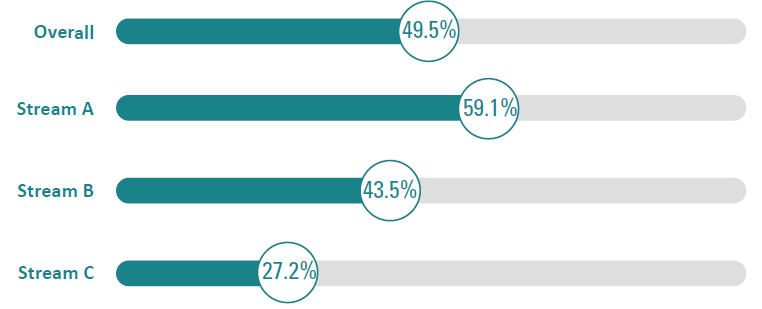 Overall 49.5%
Stream A 59.1%
Stream B 43.5%
Stream C 27.2%